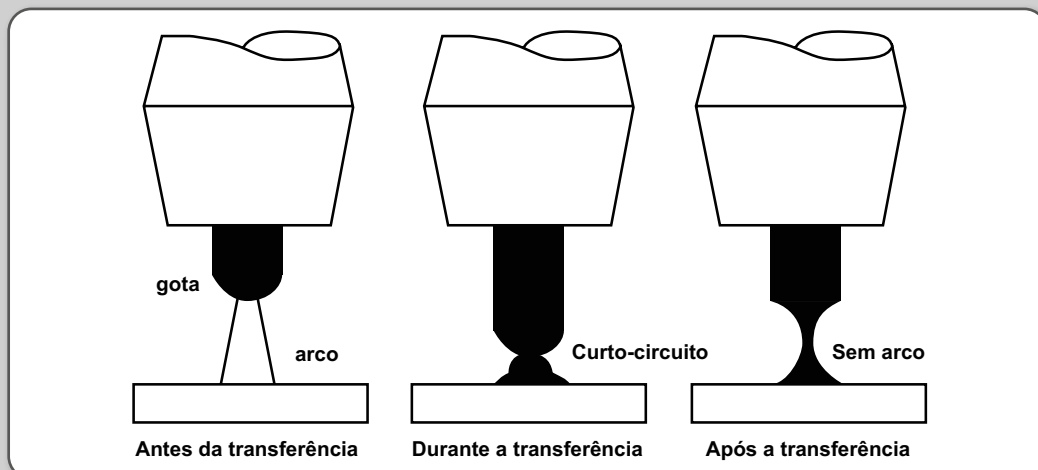 gota
arco
Curto-circuito
Sem arco
Antes da transferência
Durante a transferência
Após a transferência